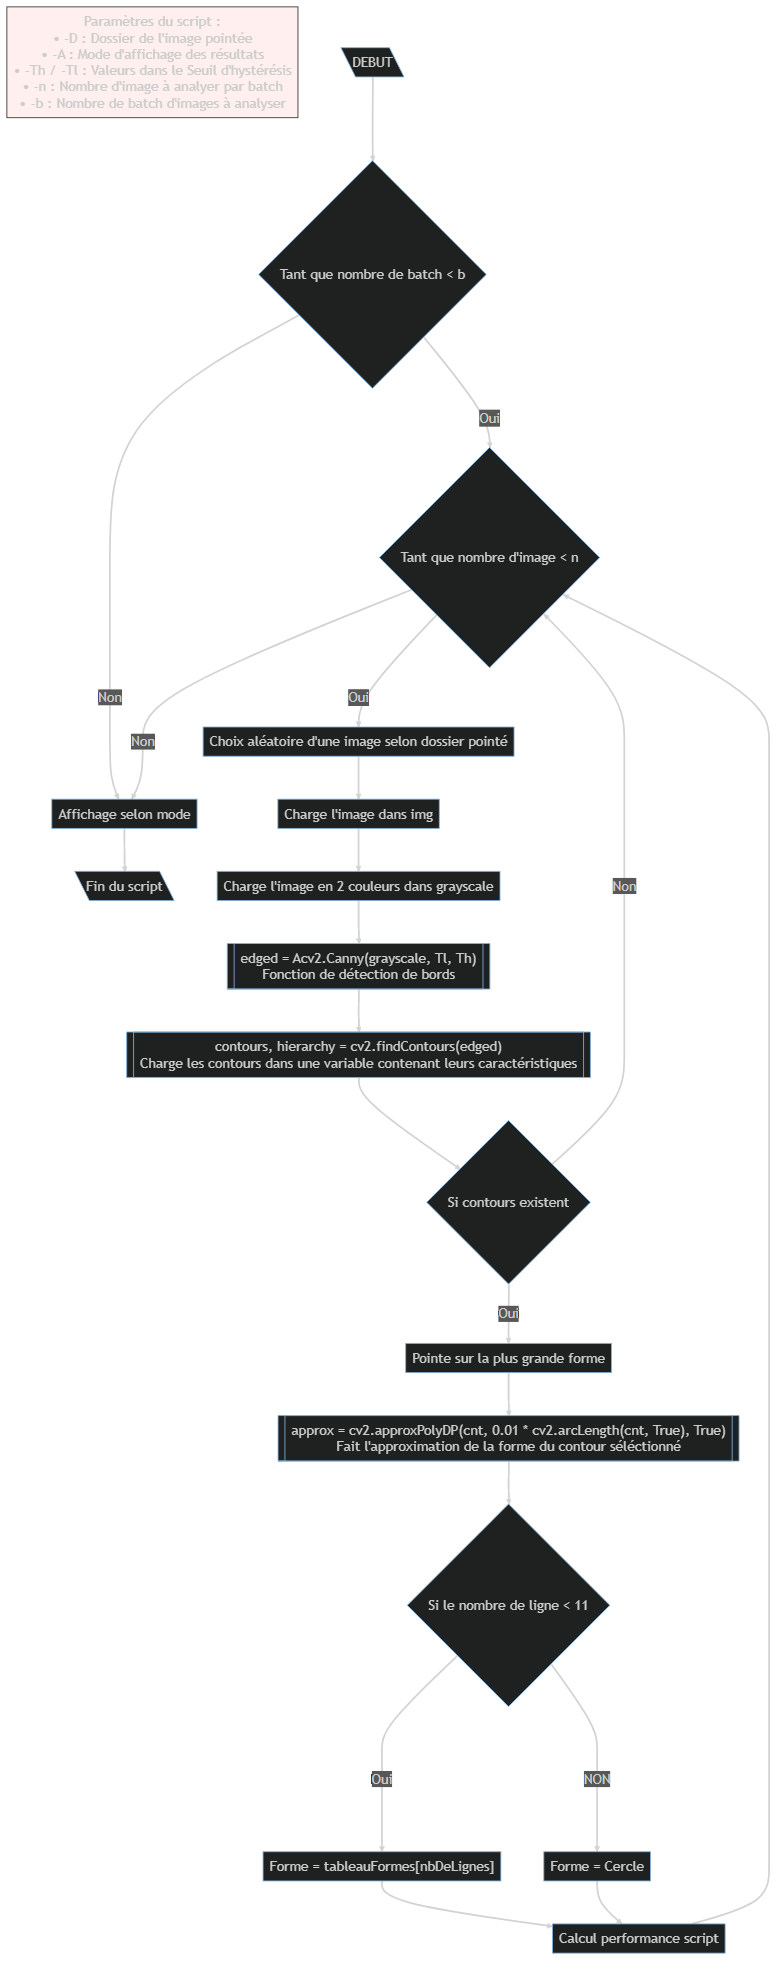 Paramètres du script :
• -D : Dossier de l'image pointée
• -A : Mode d'affichage des résultats
• -Th / -Tl : Valeurs dans le Seuil d'hystérésis
• -n : Nombre d'image à analyer par batch
• -b : Nombre de batch d'images à analyser
DEBUT
Tant que nombre de batch < b
Oui
Tant que nombre d'image < n
Non
Oui
Non
Choix aléatoire d'une image selon dossier pointé
Affichage selon mode
Charge l'image dans img
Fin du script
Charge l'image en 2 couleurs dans grayscale
Non
edged = Acv2.Canny(grayscale, Tl, Th)
Fonction de détection de bords
contours, hierarchy = cv2.findContours(edged)
Charge les contours dans une variable contenant leurs caractéristiques
Si contours existent
Oui
Pointe sur la plus grande forme
approx = cv2.approxPolyDP(cnt, 0.01 * cv2.arcLength(cnt, True), True)
Fait l'approximation de la forme du contour séléctionné
Si le nombre de ligne < 11
Oui
NON
Forme = tableauFormes[nbDeLignes]
Forme = Cercle
Calcul performance script